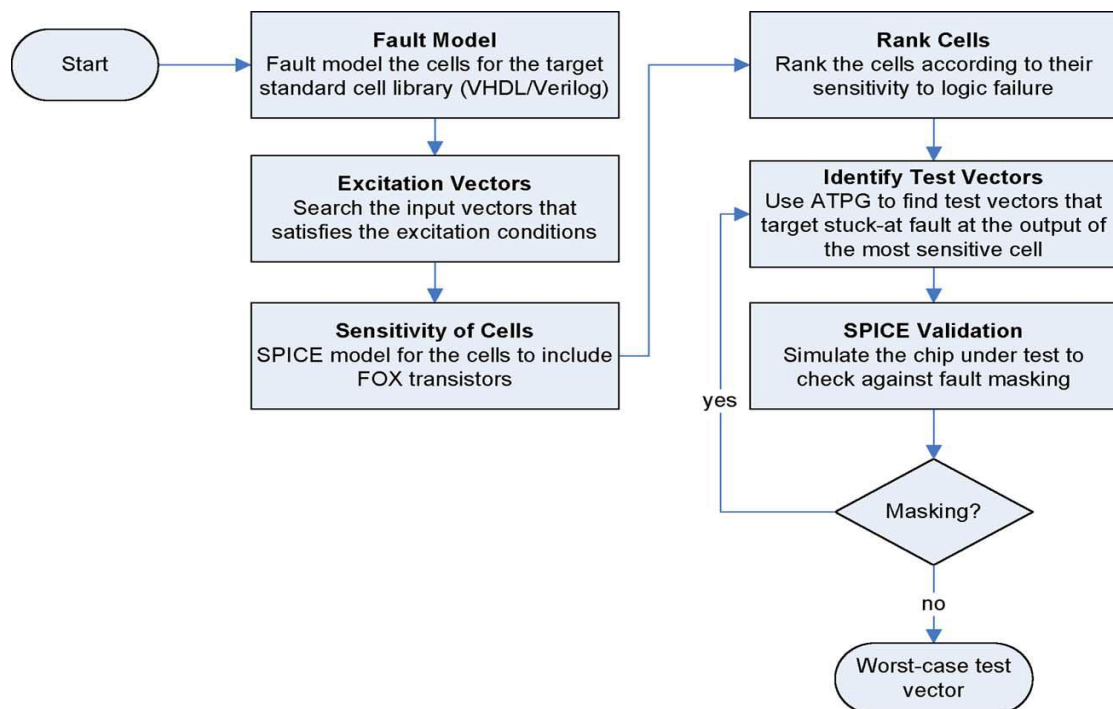 Start
Fault Model
Fault model the cells for the target
standard cell library (VHDL/Verilog)
Excitation Vectors
Search the input vectors that
satisfies the excitation conditions
Sensitivity of Cells
SPICE model for the cells to include
FOX transistors
Rank Cells
Rank the cells according to their
sensitivity to logic failure
Identify Test Vectors
Use ATPG to find test vectors that
target stuck-at fault at the output of
the most sensitive cell
SPICE Validation
Simulate the chip under test to
check against fault masking
yes
Masking?
no
Worst-case test
vector